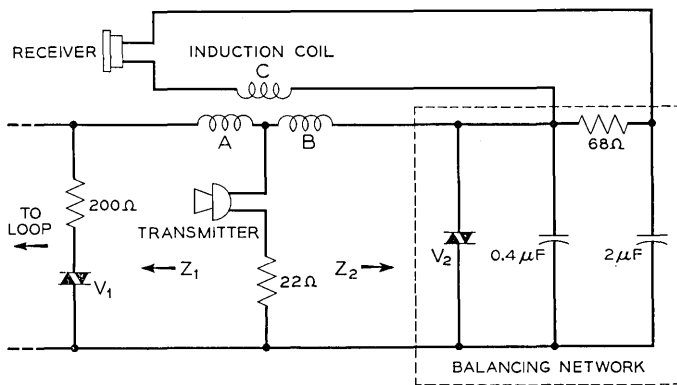 RECEIVER
INDUCTION COIL
C
A
B
68Ω
200Ω
TO
LOOP
TRANSMITTER
V₁
Z₁
22Ω
Z₂
V₂
0.4μF
2μF
BALANCING NETWORK